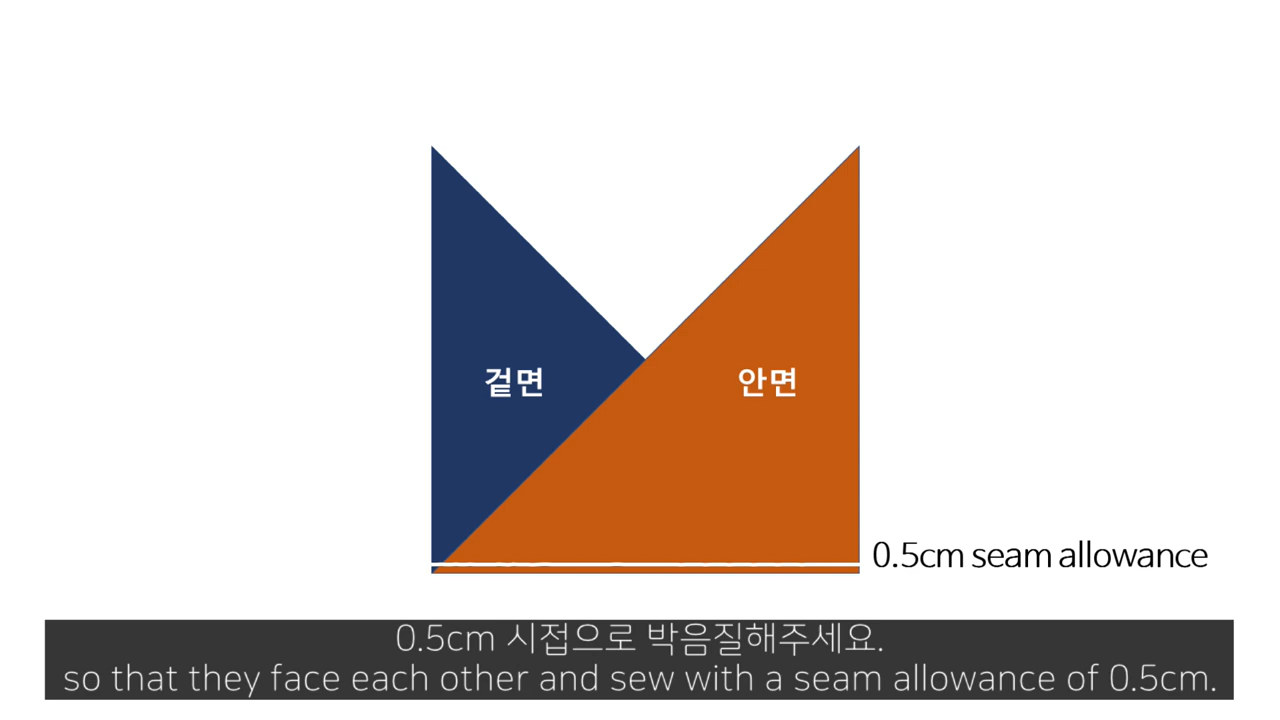 겉면
안면
0.5cm seam allowance
0.5cm 시접으로 박음질해주세요.
so that they face each other and sew with a seam allowance of 0.5cm.